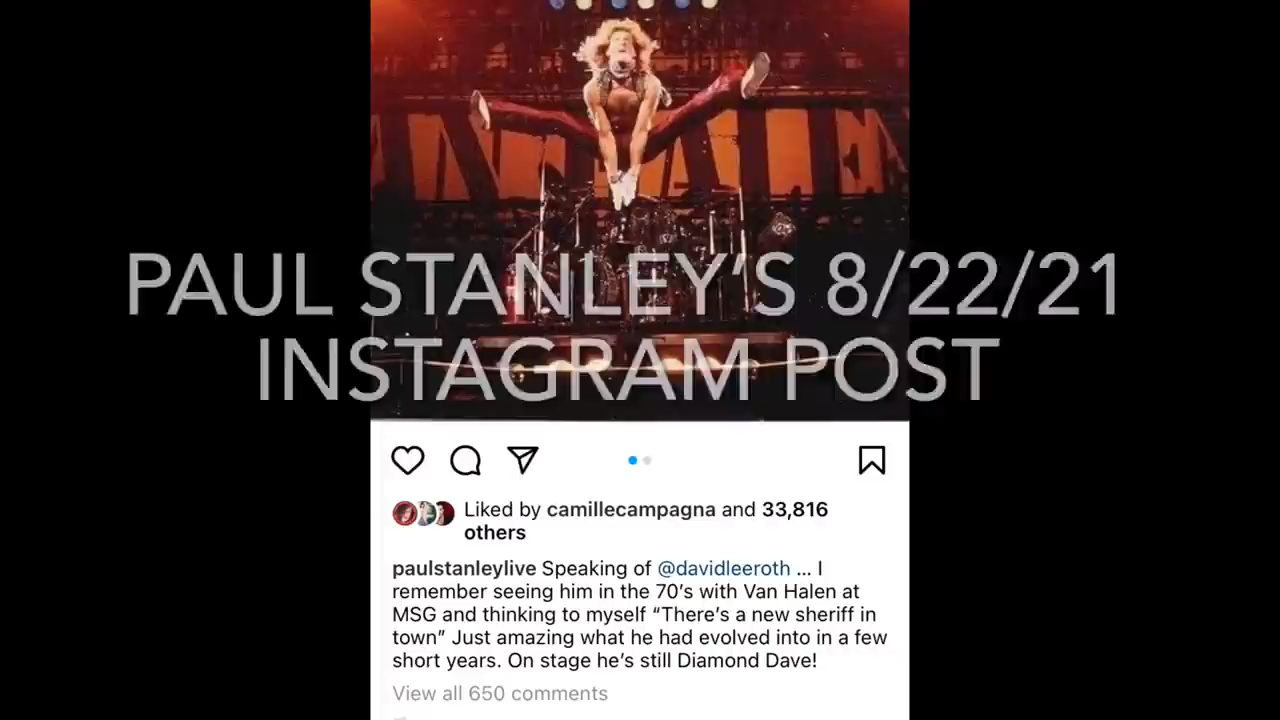 VAN HALEN
PAUL STANLEY’S 8/22/21
INSTAGRAM POST
Liked by camillecampagna and 33,816
others
paulstanleylive Speaking of @davidleeroth ... I
remember seeing him in the 70’s with Van Halen at
MSG and thinking to myself “There’s a new sheriff in
town” Just amazing what he had evolved into in a few
short years. On stage he’s still Diamond Dave!
View all 650 comments